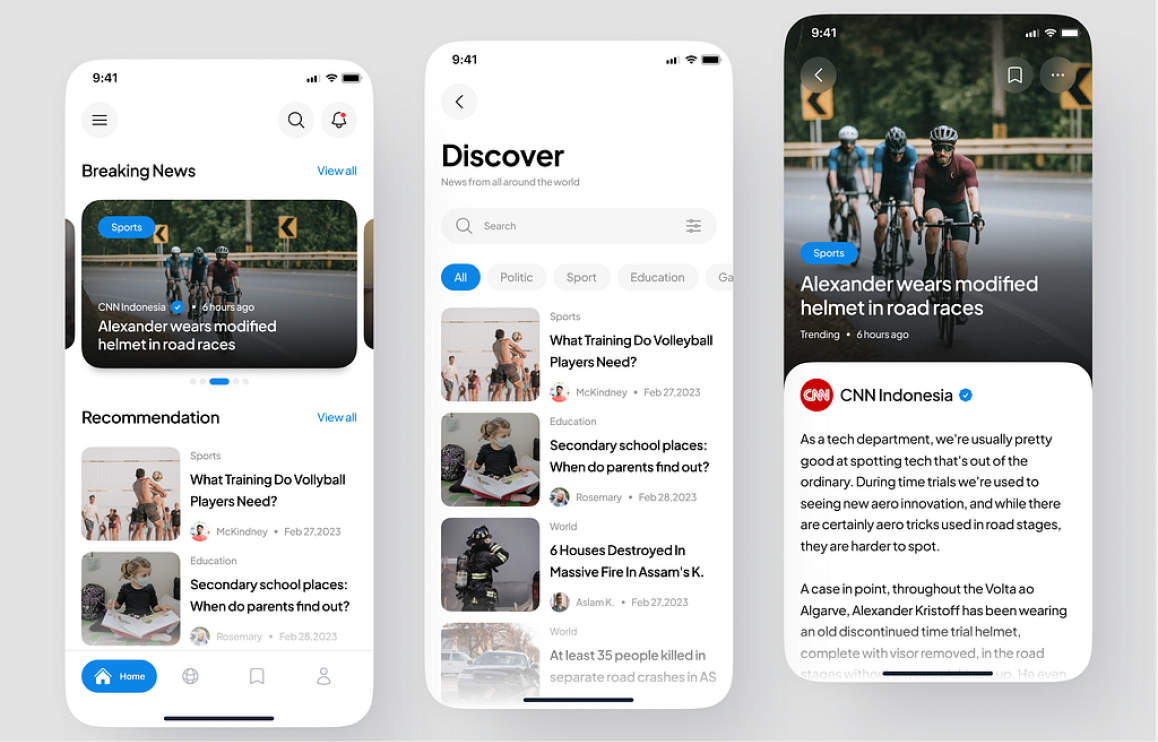 9:41
Breaking News
View all
Sports
CNN Indonesia • 6 hours ago
Alexander wears modified
helmet in road races
Recommendation
View all
Sports
What Training Do Vollyball
Players Need?
McKindney • Feb 27,2023
Education
Secondary school places:
When do parents find out?
Rosemary • Feb 28,2023
Home
9:41
Discover
News from all around the world
Search
All
Politic
Sport
Education
Ga
Sports
What Training Do Volleyball
Players Need?
McKindney • Feb 27,2023
Education
Secondary school places:
When do parents find out?
Rosemary • Feb 28,2023
World
6 Houses Destroyed In
Massive Fire In Assam's K.
Aslam K. • Feb 27,2023
World
At least 35 people killed in
separate road crashes in AS
9:41
Sports
Alexander wears modified
helmet in road races
Trending • 6 hours ago
CNN
CNN Indonesia
As a tech department, we're usually pretty
good at spotting tech that's out of the
ordinary. During time trials we're used to
seeing new aero innovation, and while there
are certainly aero tricks used in road stages,
they are harder to spot.
A case in point, throughout the Volta ao
Algarve, Alexander Kristoff has been wearing
an old discontinued time trial helmet,
complete with visor removed, in the road
stages without up. He even